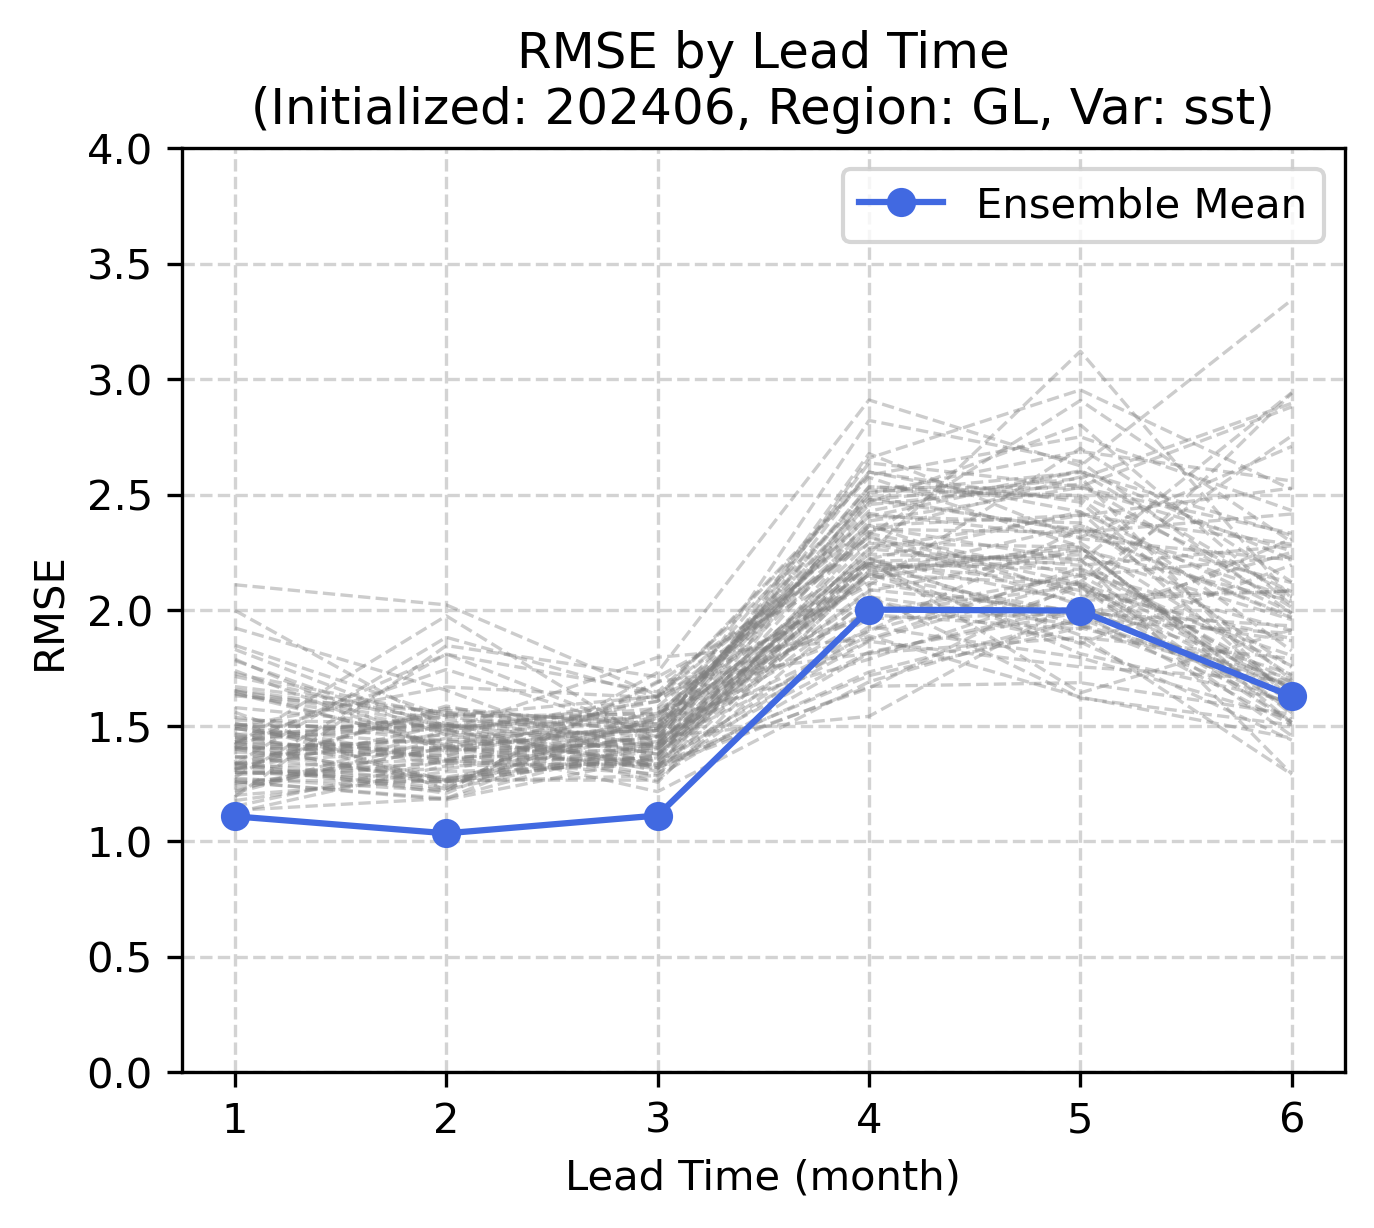 RMSE by Lead Time
(Initialized: 202406, Region: GL, Var: sst)
4.0
3.5
3.0
2.5
2.0
1.5
1.0
0.5
0.0
RMSE
Ensemble Mean
1 2 3 4 5 6
Lead Time (month)